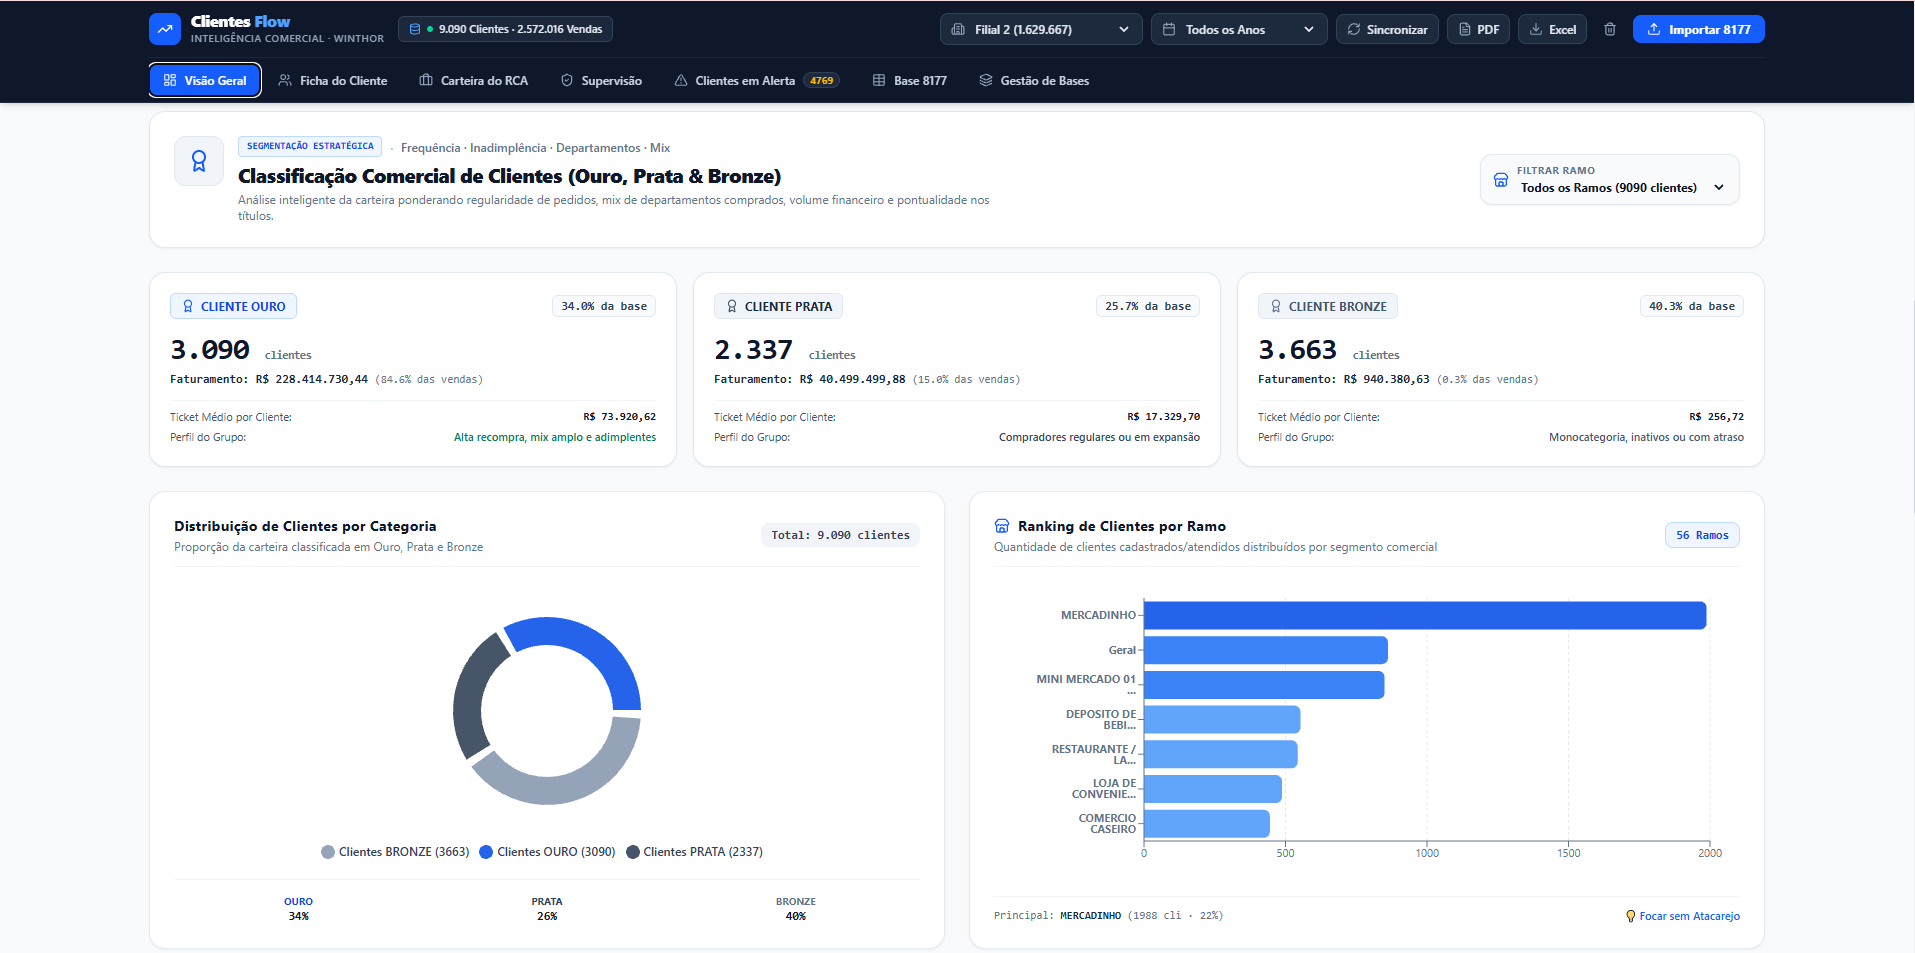 Clientes Flow
INTELIGÊNCIA COMERCIAL · WINTHOR
9.090 Clientes · 2.572.016 Vendas
Filial 2 (1.629.667)
Todos os Anos
Sincronizar
PDF
Excel
Importar 8177
Visão Geral
Ficha do Cliente
Carteira do RCA
Supervisão
Clientes em Alerta 4769
Base 8177
Gestão de Bases
SEGMENTAÇÃO ESTRATÉGICA · Frequência · Inadimplência · Departamentos · Mix
Classificação Comercial de Clientes (Ouro, Prata & Bronze)
Análise inteligente da carteira ponderando regularidade de pedidos, mix de departamentos comprados, volume financeiro e pontualidade nos
títulos.
FILTRAR RAMO
Todos os Ramos (9090 clientes)
CLIENTE OURO
34.0% da base
3.090 clientes
Faturamento: R$ 228.414.730,44 (84.6% das vendas)
Ticket Médio por Cliente: R$ 73.920,62
Perfil do Grupo: Alta recompra, mix amplo e adimplentes
CLIENTE PRATA
25.7% da base
2.337 clientes
Faturamento: R$ 40.499.499,88 (15.0% das vendas)
Ticket Médio por Cliente: R$ 17.329,70
Perfil do Grupo: Compradores regulares ou em expansão
CLIENTE BRONZE
40.3% da base
3.663 clientes
Faturamento: R$ 940.380,63 (0.3% das vendas)
Ticket Médio por Cliente: R$ 256,72
Perfil do Grupo: Monocategoria, inativos ou com atraso
Distribuição de Clientes por Categoria
Proporção da carteira classificada em Ouro, Prata e Bronze
Total: 9.090 clientes
Clientes BRONZE (3663) Clientes OURO (3090) Clientes PRATA (2337)
OURO
34%
PRATA
26%
BRONZE
40%
Ranking de Clientes por Ramo
Quantidade de clientes cadastrados/atendidos distribuídos por segmento comercial
56 Ramos
MERCADINHO
Geral
MINI MERCADO 01
...
DEPOSITO DE
BEBI...
RESTAURANTE /
LA...
LOJA DE
CONVENIE...
COMERCIO
CASEIRO
0 500 1000 1500 2000
Principal: MERCADINHO (1988 cli · 22%)
Focar sem Atacarejo